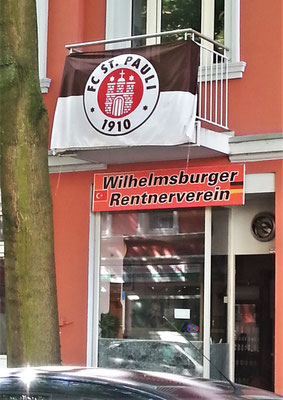 FC ST. PAULI
1910
Wilhelmsburger
Rentnerverein